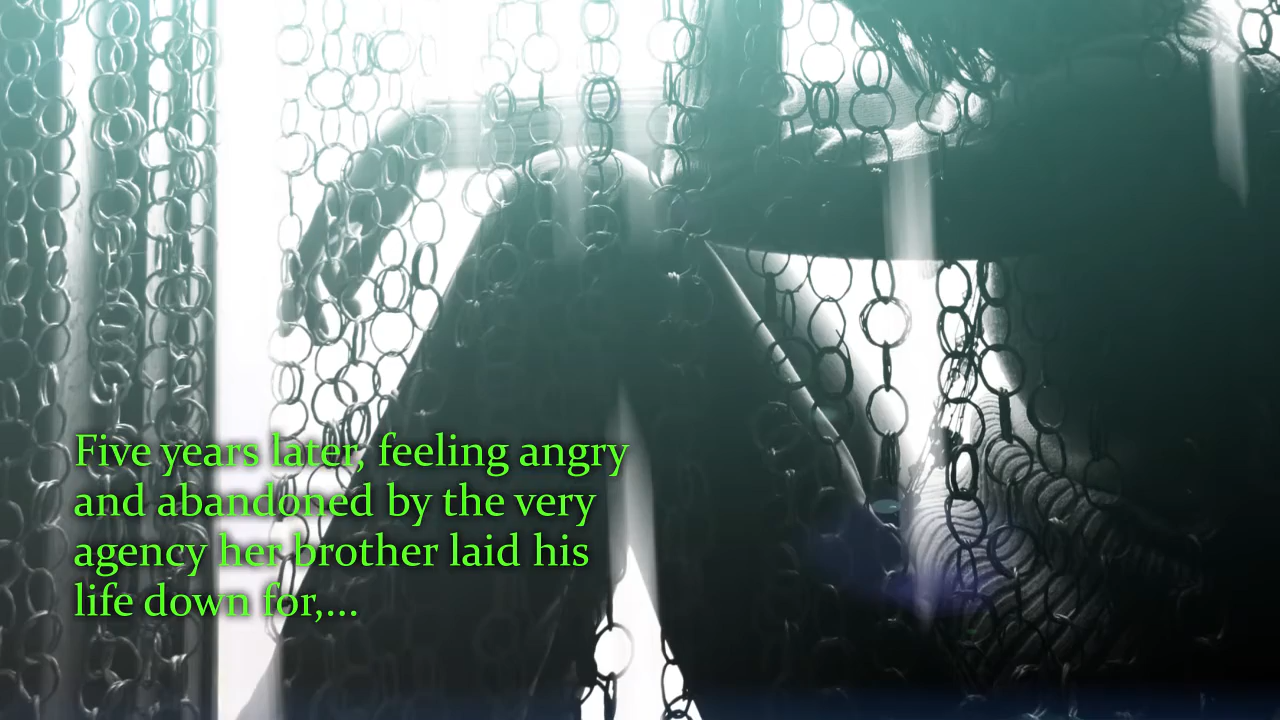 Five years later, feeling angry
and abandoned by the very
agency her brother laid his
life down for,...